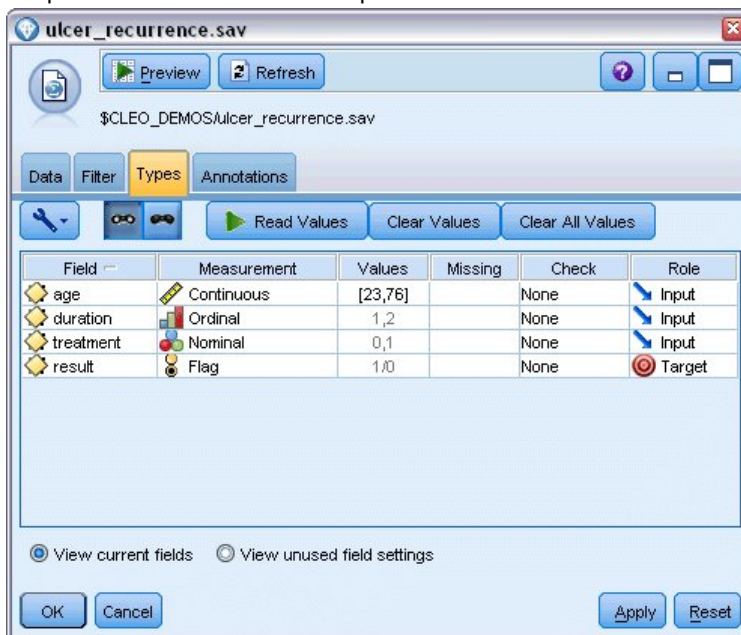 ulcer_recurrence.sav
Preview Refresh
$CLEO_DEMOS/ulcer_recurrence.sav
Data Filter Types Annotations
Read Values Clear Values Clear All Values
Field Measurement Values Missing Check Role
age Continuous [23,76] None Input
duration Ordinal 1,2 None Input
treatment Nominal 0,1 None Input
result Flag 1/0 None Target
View current fields View unused field settings
OK Cancel Apply Reset